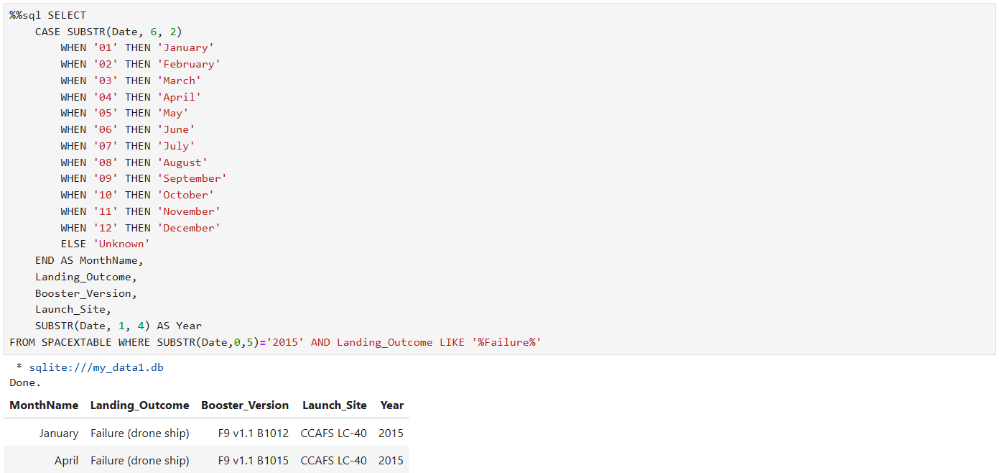 %%sql SELECT
    CASE SUBSTR(Date, 6, 2)
        WHEN '01' THEN 'January'
        WHEN '02' THEN 'February'
        WHEN '03' THEN 'March'
        WHEN '04' THEN 'April'
        WHEN '05' THEN 'May'
        WHEN '06' THEN 'June'
        WHEN '07' THEN 'July'
        WHEN '08' THEN 'August'
        WHEN '09' THEN 'September'
        WHEN '10' THEN 'October'
        WHEN '11' THEN 'November'
        WHEN '12' THEN 'December'
        ELSE 'Unknown'
    END AS MonthName,
    Landing_Outcome,
    Booster_Version,
    Launch_Site,
    SUBSTR(Date, 1, 4) AS Year
FROM SPACEXTABLE WHERE SUBSTR(Date,0,5)='2015' AND Landing_Outcome LIKE '%Failure%'
 * sqlite:///my_data1.db
Done.
MonthName Landing_Outcome Booster_Version Launch_Site Year
January Failure (drone ship) F9 v1.1 B1012 CCAFS LC-40 2015
April Failure (drone ship) F9 v1.1 B1015 CCAFS LC-40 2015